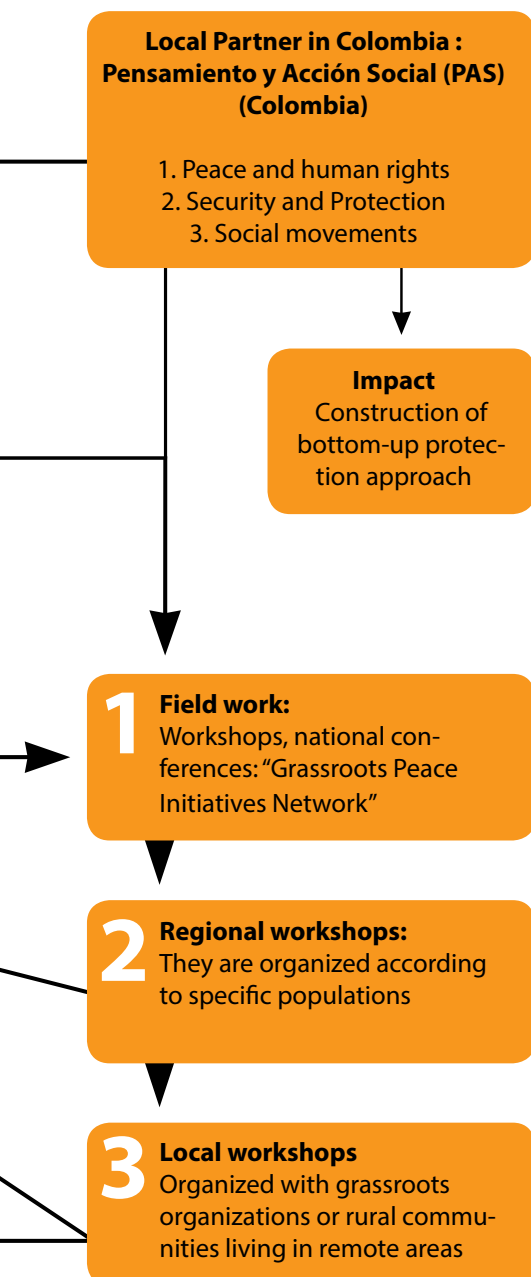 Local Partner in Colombia :
Pensamiento y Acción Social (PAS)
(Colombia)
1. Peace and human rights
2. Security and Protection
3. Social movements
Impact
Construction of
bottom-up protec-
tion approach
1
Field work:
Workshops, national con-
ferences: “Grassroots Peace
Initiatives Network”
2
Regional workshops:
They are organized according
to specific populations
3
Local workshops
Organized with grassroots
organizations or rural commu-
nities living in remote areas